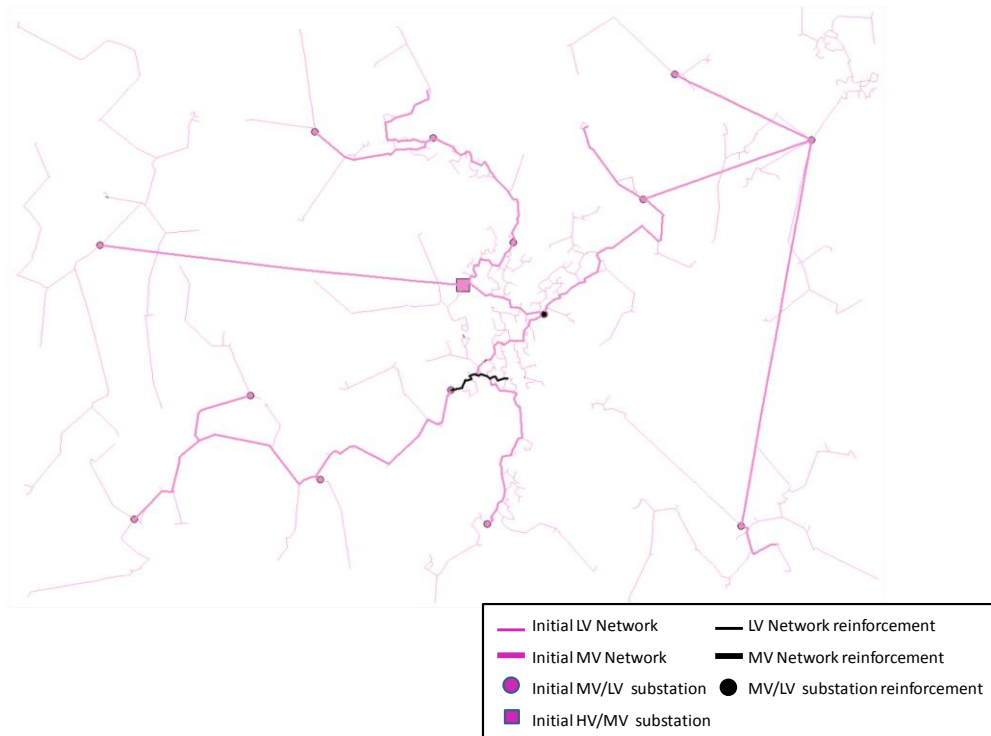 Initial LV Network
LV Network reinforcement
Initial MV Network
MV Network reinforcement
Initial MV/LV substation
MV/LV substation reinforcement
Initial HV/MV substation